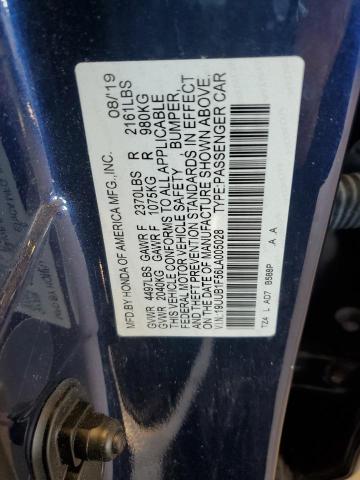 MFD.BY HONDA OF AMERICA MFG., INC. 08/19
GVWR 4497LBS GAWR F 2370LBS R 2161LBS
GVWR 2040KG GAWR F 1075KG R 980KG
THIS VEHICLE CONFORMS TO ALL APPLICABLE
FEDERAL MOTOR VEHICLE SAFETY BUMPER,
AND THEFT PREVENTION STANDARDS IN EFFECT
ON THE DATE OF MANUFACTURE SHOWN ABOVE.
V.I.N:19UUB1F56LA005028 TYPE:PASSENGER CAR
TZ4 L AD7 B588P A A